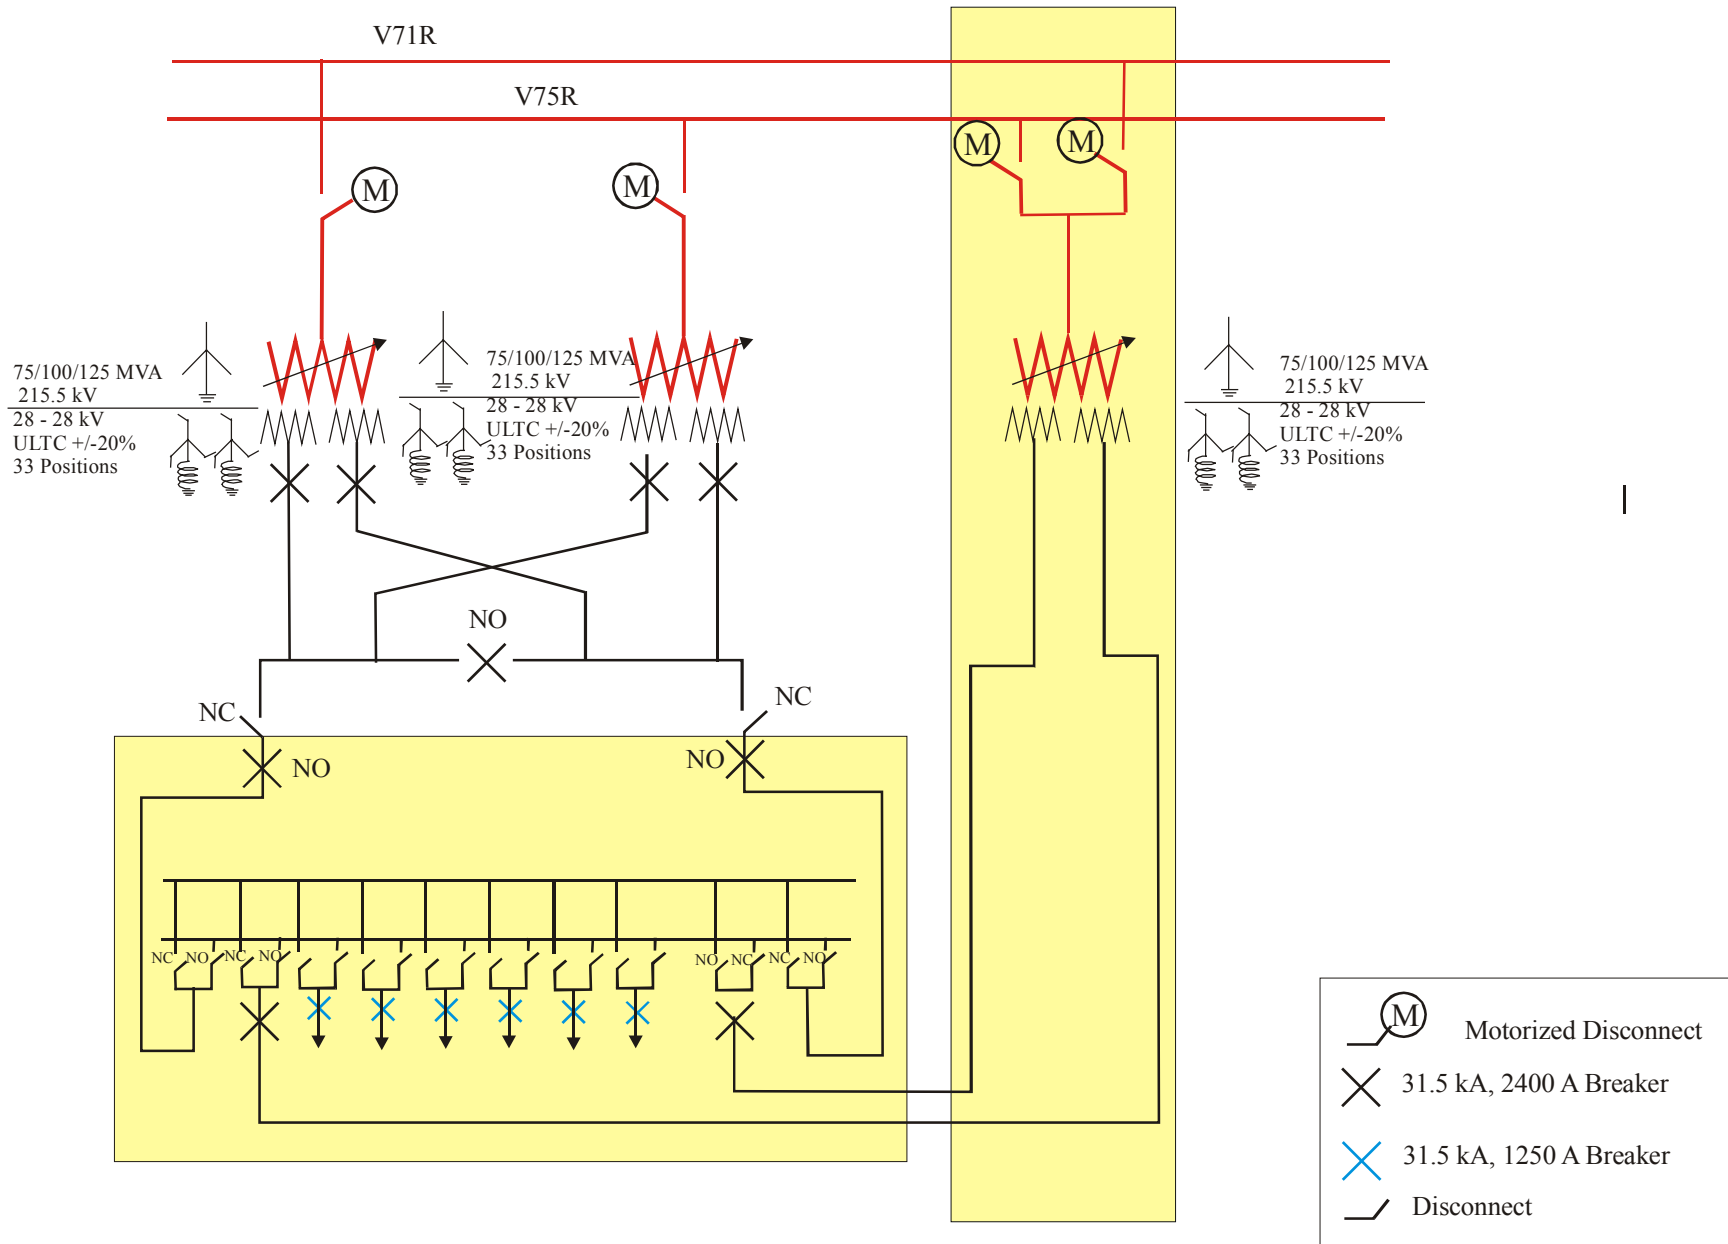 V71R
V75R
M
M
M
M
75/100/125 MVA
215.5 kV
28 - 28 kV
ULTC +/-20%
33 Positions
75/100/125 MVA
215.5 kV
28 - 28 kV
ULTC +/-20%
33 Positions
75/100/125 MVA
215.5 kV
28 - 28 kV
ULTC +/-20%
33 Positions
NO
NC
NC
NO
NO
NC NO NC NO NO NC NC NO
M Motorized Disconnect
31.5 kA, 2400 A Breaker
31.5 kA, 1250 A Breaker
Disconnect